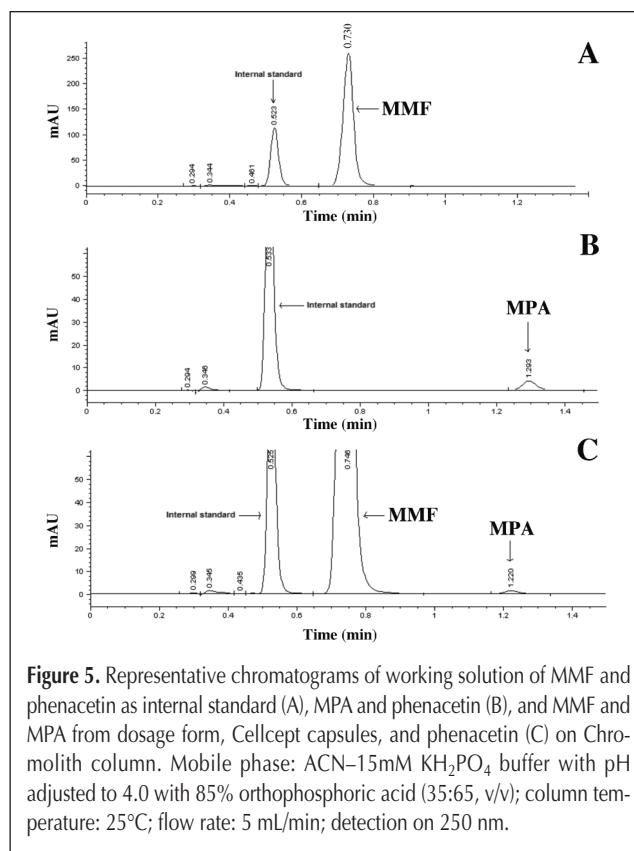 A
0.730
250
Internal standard
200
0.523
MMF
150
mAU
100
50
0.294
0.344
0.461
0
0 0.2 0.4 0.6 0.8 1 1.2
Time (min)
B
50
0.533
MPA
40
Internal standard
mAU
30
20
1.293
10
0.294
0.346
0
0 0.2 0.4 0.6 0.8 1 1.2 1.4
Time (min)
C
50
0.525
0.746
40
Internal standard
MMF
MPA
mAU
30
20
10
0.299
0.345
0.435
1.220
0
0 0.2 0.4 0.6 0.8 1 1.2 1.4
Time (min)
Figure 5. Representative chromatograms of working solution of MMF and
phenacetin as internal standard (A), MPA and phenacetin (B), and MMF and
MPA from dosage form, Cellcept capsules, and phenacetin (C) on Chro-
molith column. Mobile phase: ACN–15mM KH₂PO₄ buffer with pH
adjusted to 4.0 with 85% orthophosphoric acid (35:65, v/v); column tem-
perature: 25°C; flow rate: 5 mL/min; detection on 250 nm.